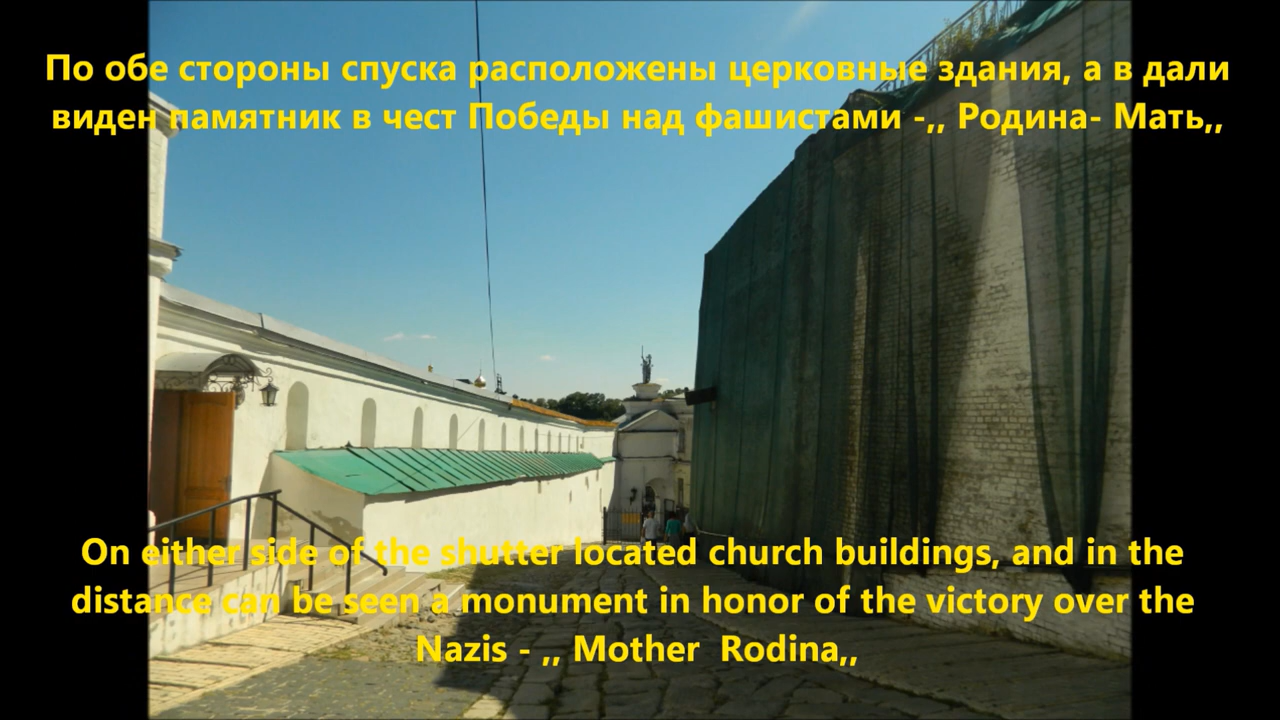 По обе стороны спуска расположены церковные здания, а в дали
виден памятник в чест Победы над фашистами -,, Родина- Мать,,
On either side of the shutter located church buildings, and in the
distance can be seen a monument in honor of the victory over the
Nazis - ,, Mother  Rodina,,